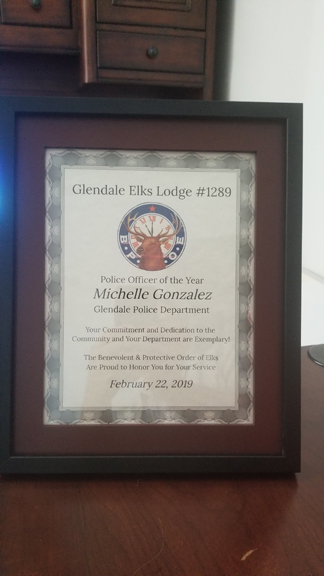 Glendale Elks Lodge #1289
B P O E
Police Officer of the Year
Michelle Gonzalez
Glendale Police Department
Your Commitment and Dedication to the
Community and Your Department are Exemplary!
The Benevolent & Protective Order of Elks
Are Proud to Honor You for Your Service
February 22, 2019